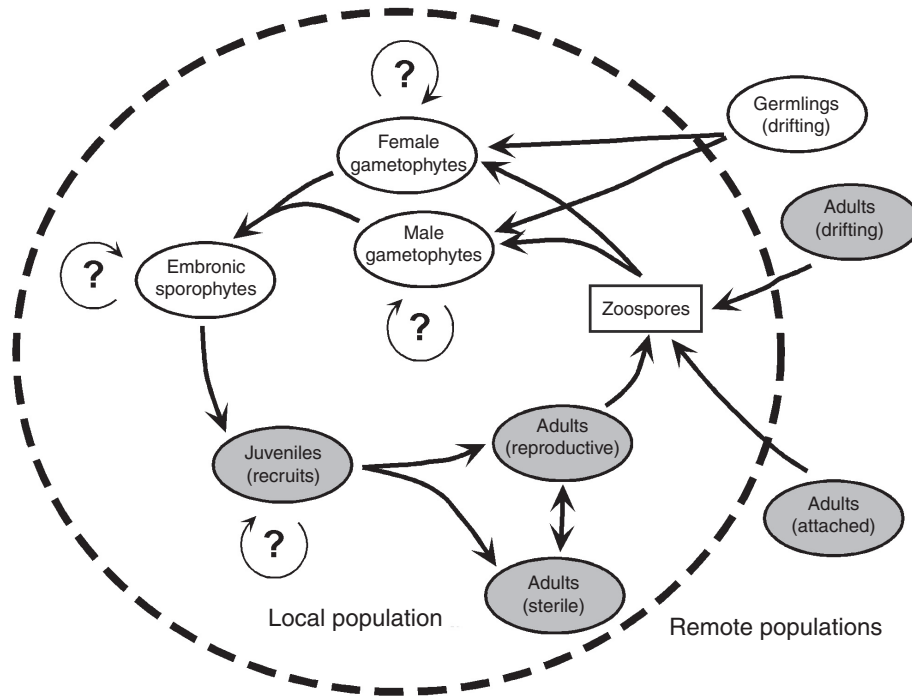 ?
Female
gametophytes
Germlings
(drifting)
Male
gametophytes
Adults
(drifting)
?
Embronic
sporophytes
?
Zoospores
Juveniles
(recruits)
Adults
(reproductive)
?
Adults
(attached)
Adults
(sterile)
Local population
Remote populations